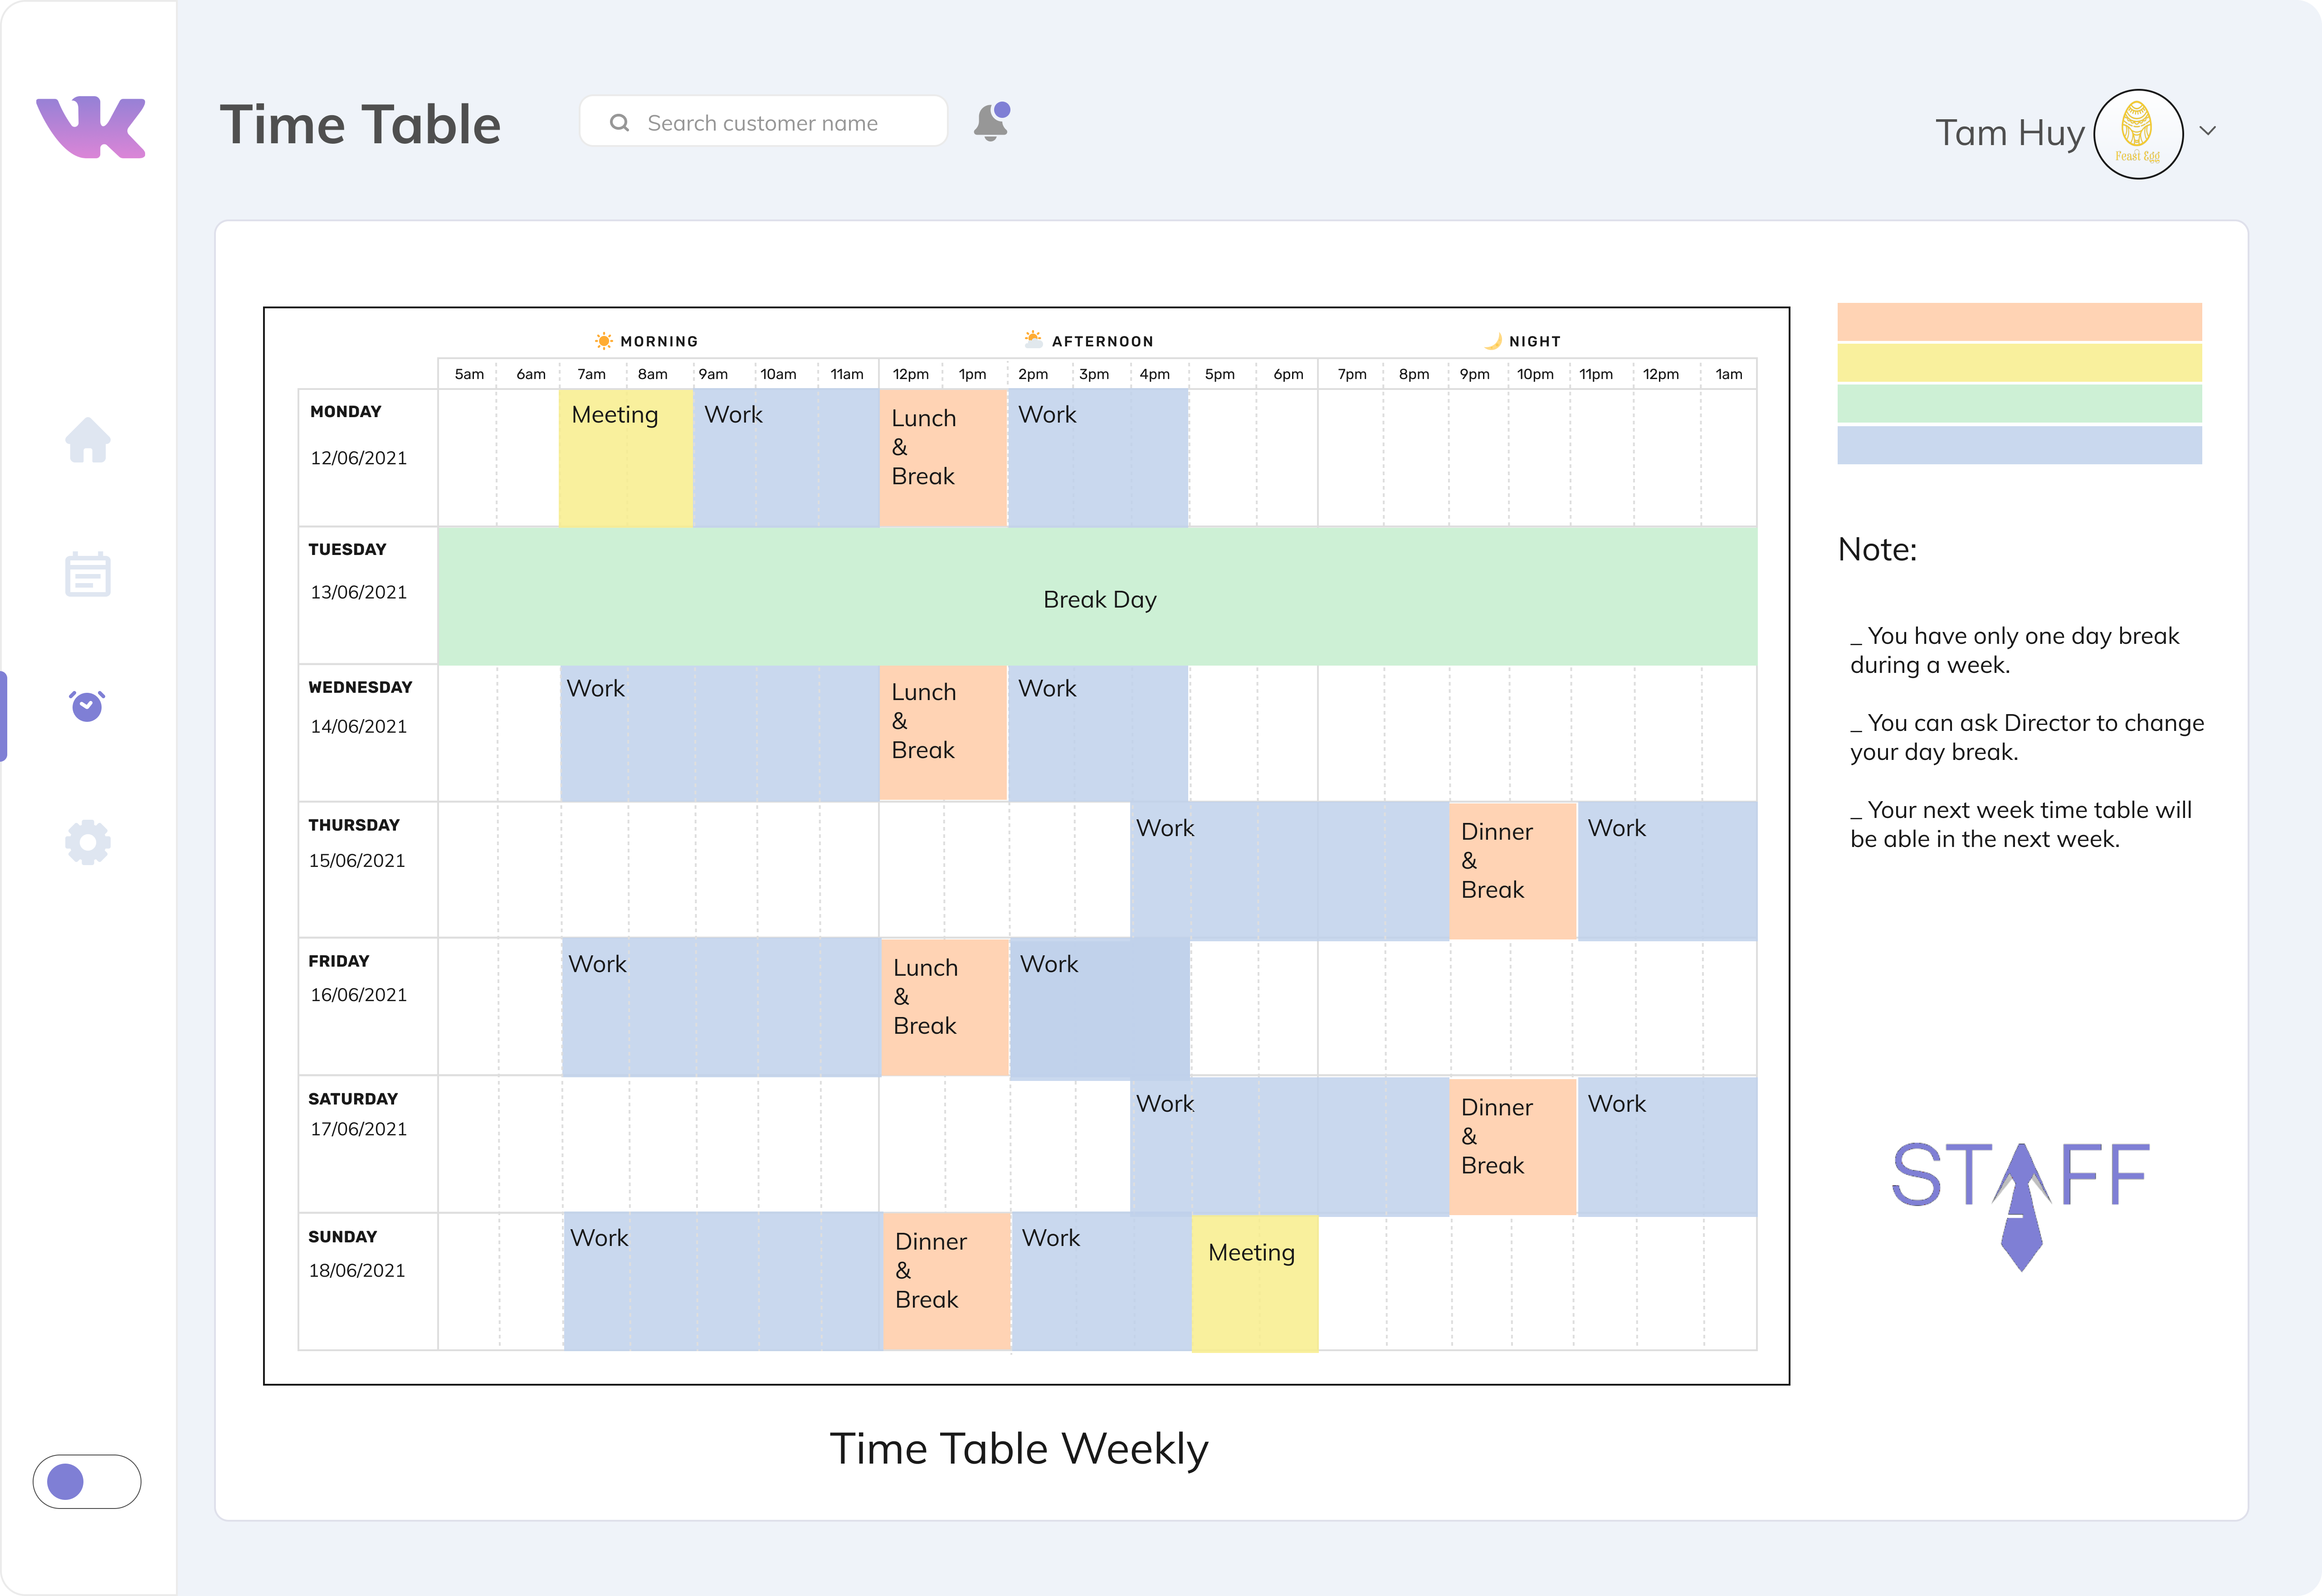 Time Table
Search customer name
Tam Huy
Feast Egg
MORNING
AFTERNOON
NIGHT
5am 6am 7am 8am 9am 10am 11am 12pm 1pm 2pm 3pm 4pm 5pm 6pm 7pm 8pm 9pm 10pm 11pm 12pm 1am
MONDAY
12/06/2021
Meeting
Work
Lunch
&
Break
Work
TUESDAY
13/06/2021
Break Day
WEDNESDAY
14/06/2021
Work
Lunch
&
Break
Work
THURSDAY
15/06/2021
Work
Dinner
&
Break
Work
FRIDAY
16/06/2021
Work
Lunch
&
Break
Work
SATURDAY
17/06/2021
Work
Dinner
&
Break
Work
SUNDAY
18/06/2021
Work
Dinner
&
Break
Work
Meeting
Time Table Weekly
Note:
_ You have only one day break
during a week.
_ You can ask Director to change
your day break.
_ Your next week time table will
be able in the next week.
STAFF